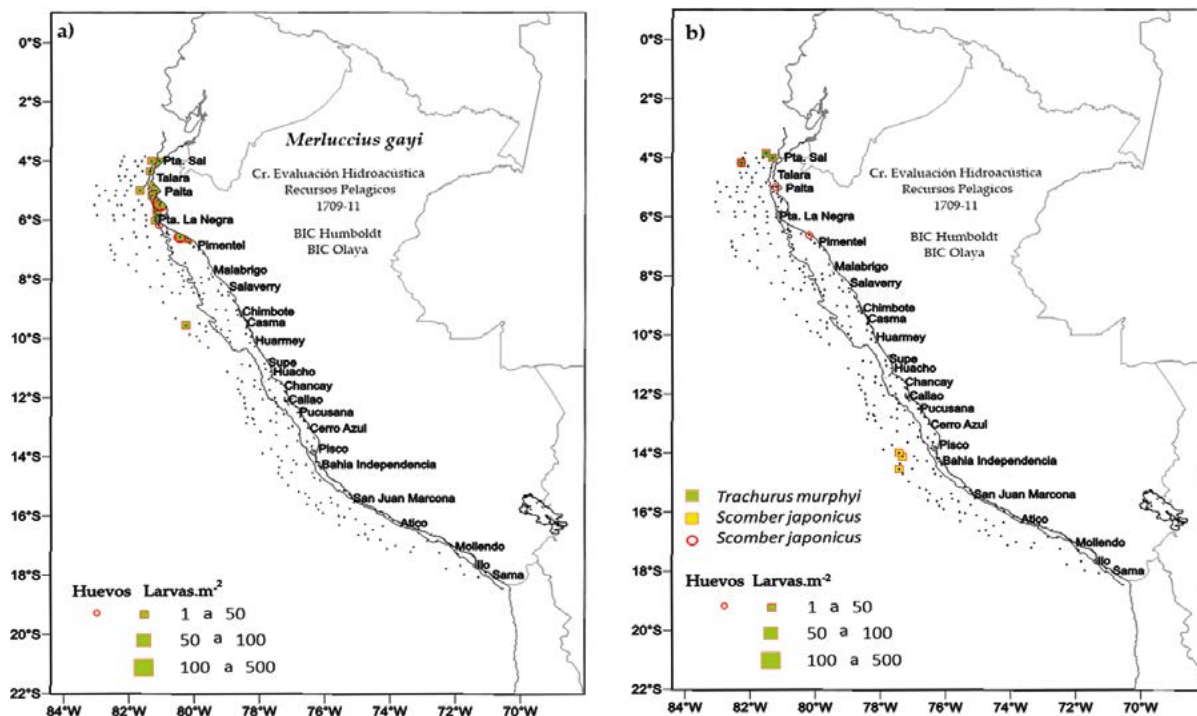 a)
0°S
2°S
4°S
6°S
8°S
10°S
12°S
14°S
16°S
18°S
20°S
22°S
84°W
82°W
80°W
78°W
76°W
74°W
72°W
70°W
Merluccius gayi
Cr. Evaluación Hidroacústica
Recursos Pelagicos
1709-11
BIC Humboldt
BIC Olaya
Pta. Sal
Talara
Paita
Pta. La Negra
Pimentel
Malabrigo
Salaverry
Chimbote
Casma
Huarmey
Supe
Huacho
Chancay
Callao
Pucusana
Cerro Azul
Pisco
Bahia Independencia
San Juan Marcona
Atico
Mollendo
Ilo
Sama
Huevos Larvas.m-2
1 a 50
50 a 100
100 a 500
b)
0°S
2°S
4°S
6°S
8°S
10°S
12°S
14°S
16°S
18°S
20°S
22°S
84°W
82°W
80°W
78°W
76°W
74°W
72°W
70°W
Cr. Evaluación Hidroacústica
Recursos Pelagicos
1709-11
BIC Humboldt
BIC Olaya
Pta. Sal
Talara
Paita
Pta. La Negra
Pimentel
Malabrigo
Salaverry
Chimbote
Casma
Huarmey
Supe
Huacho
Chancay
Callao
Pucusana
Cerro Azul
Pisco
Bahia Independencia
San Juan Marcona
Atico
Mollendo
Ilo
Sama
Trachurus murphyi
Scomber japonicus
Scomber japonicus
Huevos Larvas.m-2
1 a 50
50 a 100
100 a 500